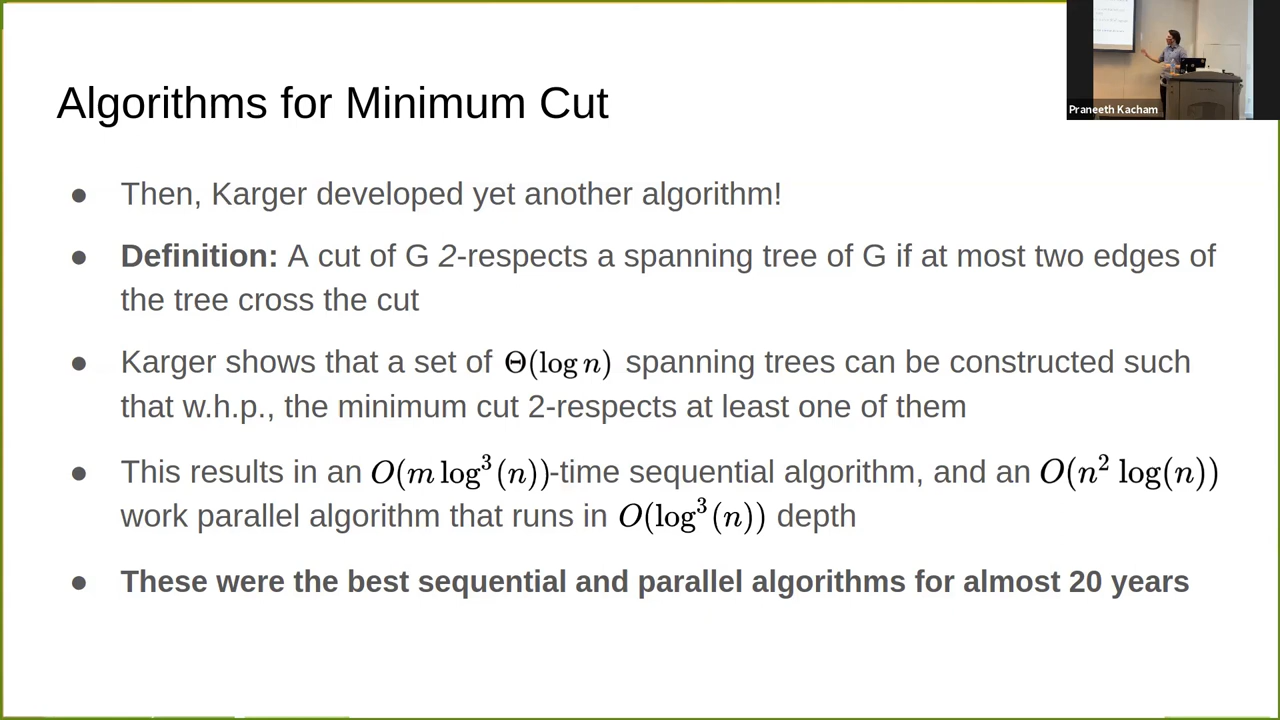 Praneeth Kacham
Algorithms for Minimum Cut
● Then, Karger developed yet another algorithm!
● Definition: A cut of G 2-respects a spanning tree of G if at most two edges of
the tree cross the cut
● Karger shows that a set of Θ(log n) spanning trees can be constructed such
that w.h.p., the minimum cut 2-respects at least one of them
● This results in an O(m log³(n))-time sequential algorithm, and an O(n² log(n))
work parallel algorithm that runs in O(log³(n)) depth
● These were the best sequential and parallel algorithms for almost 20 years